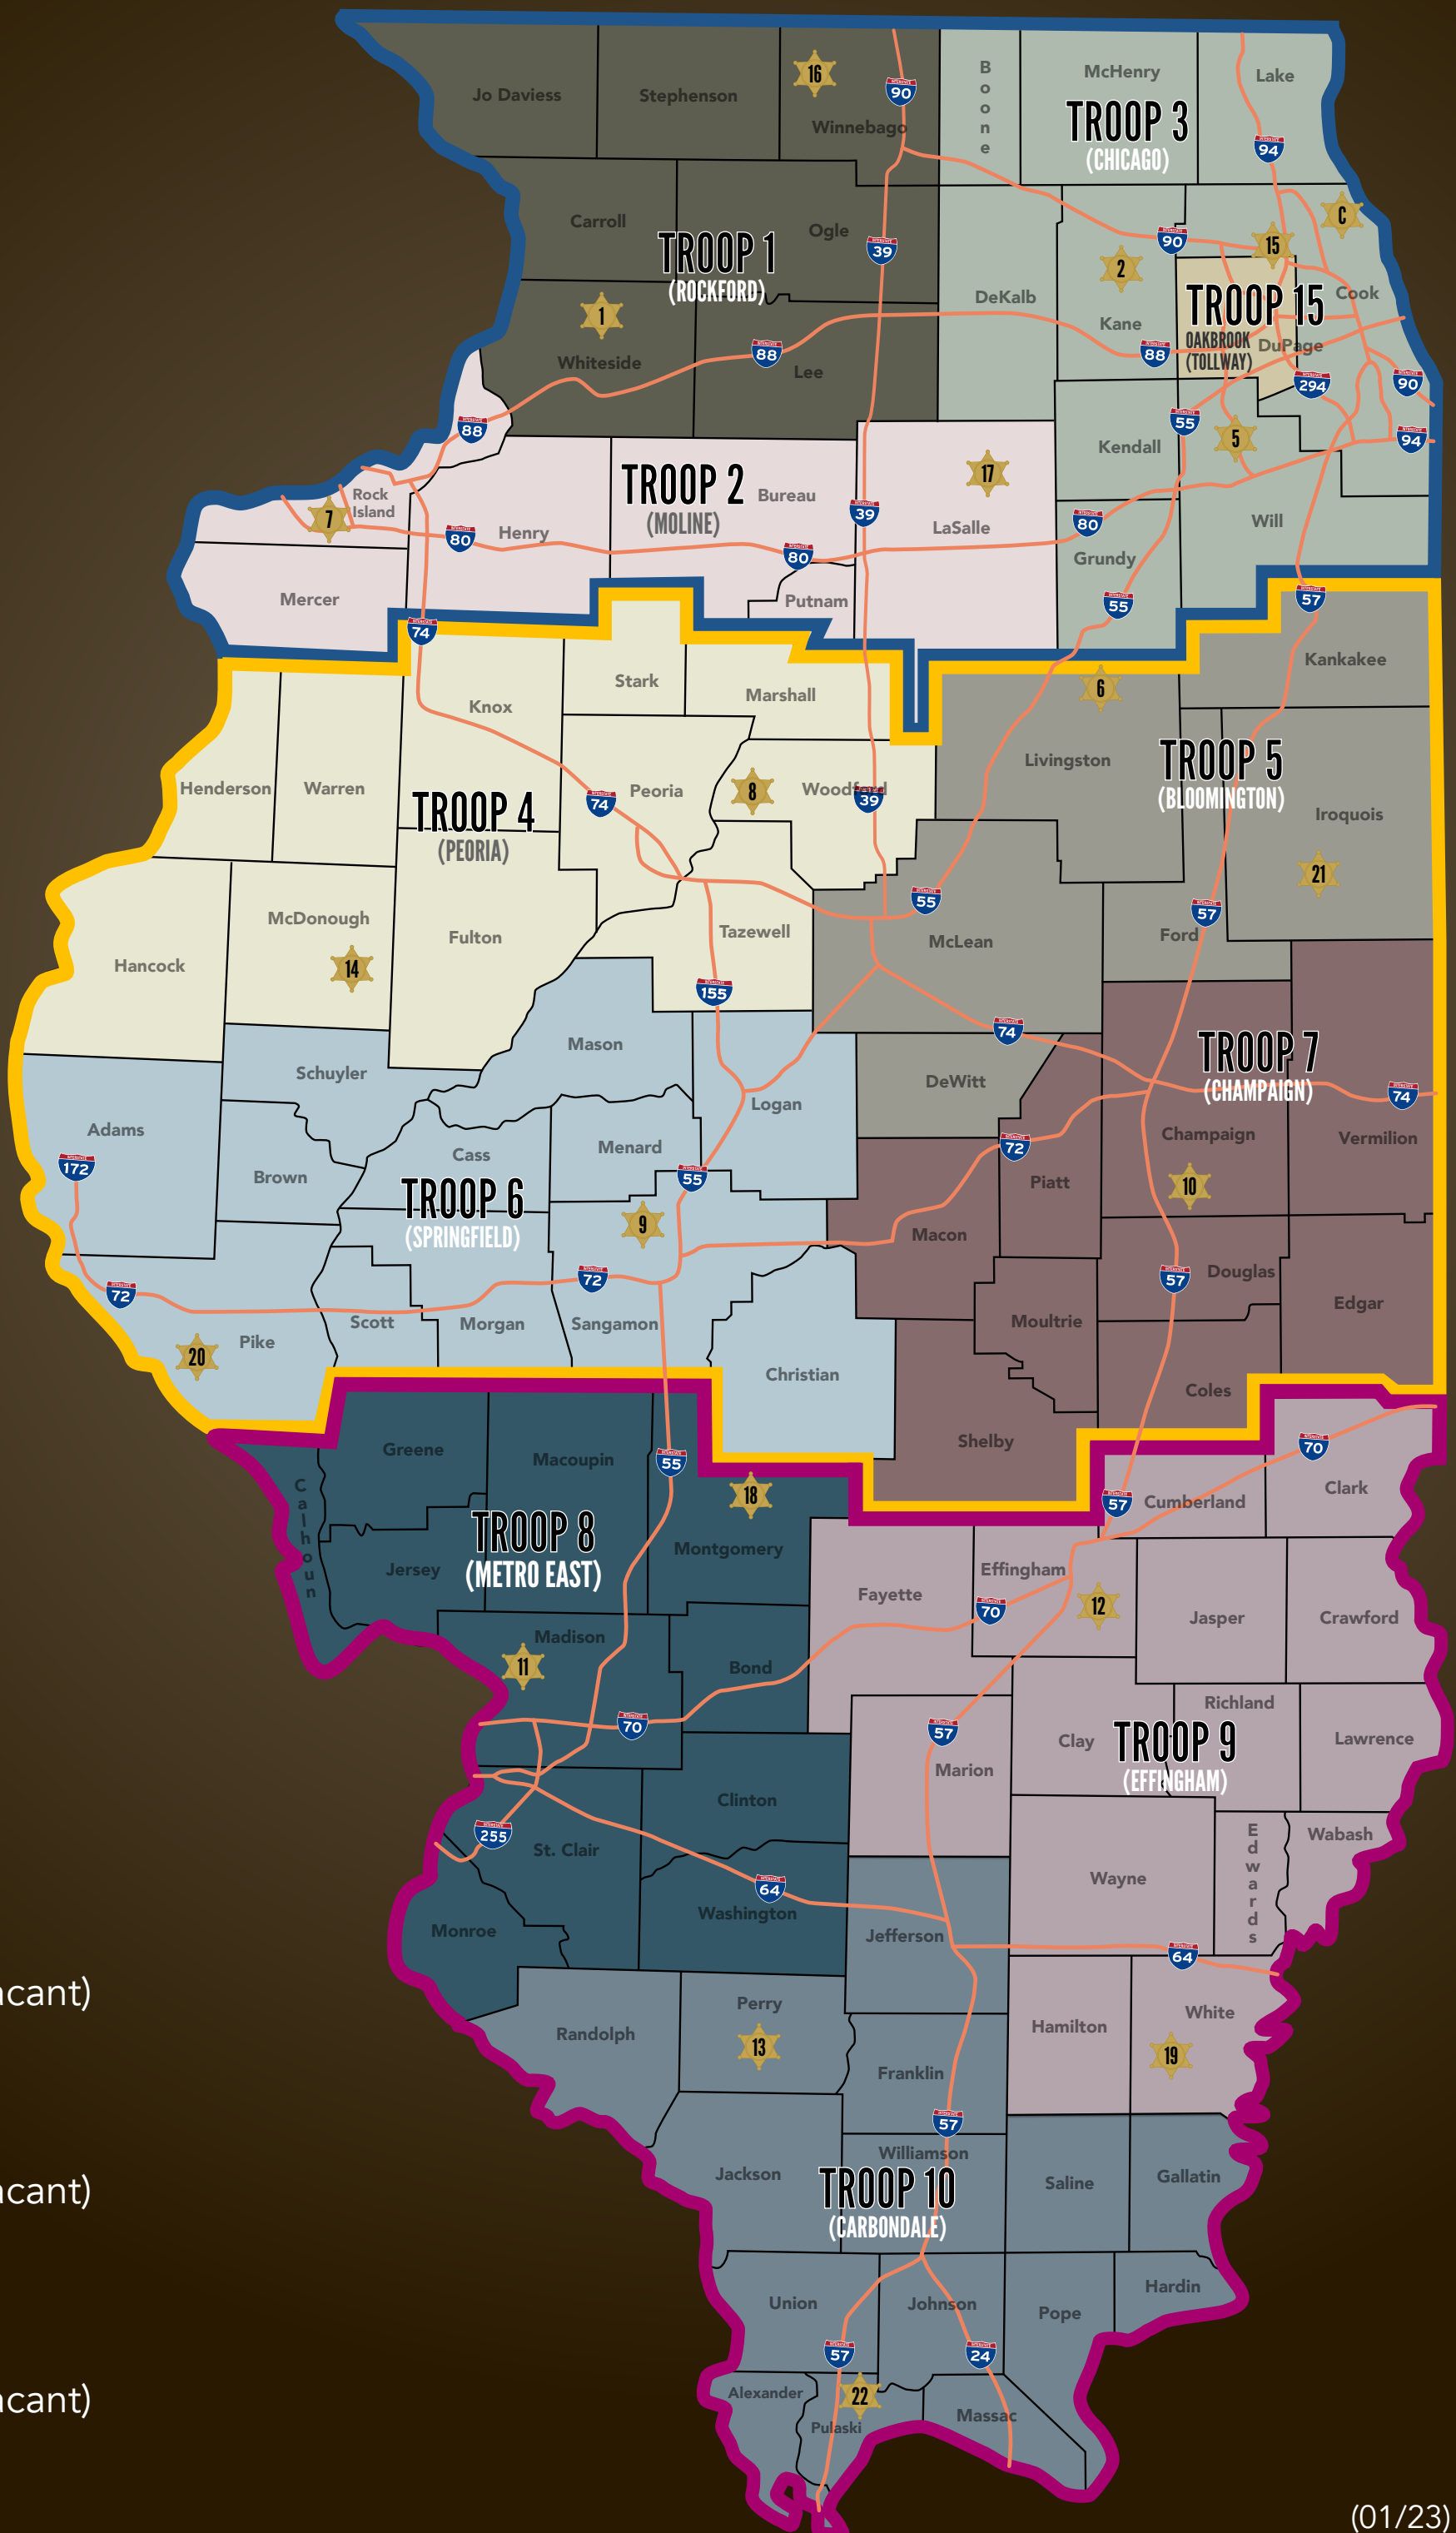 16
90
B
o
o
n
e
McHenry
Lake
Jo Daviess
Stephenson
Winnebago
TROOP 3
(CHICAGO)
94
Carroll
Ogle
TROOP 1
(ROCKFORD)
39
90
C
15
2
1
DeKalb
Kane
TROOP 15
OAKBROOK
(TOLLWAY)
Cook
DuPage
Whiteside
88
Lee
88
294
90
88
55
5
94
Kendall
TROOP 2
(MOLINE)
Bureau
17
Rock
Island
7
39
LaSalle
80
Will
Henry
80
80
Grundy
Mercer
Putnam
55
57
74
Kankakee
Stark
Marshall
6
Knox
Livingston
TROOP 5
(BLOOMINGTON)
Henderson
Warren
74
Peoria
8
Woodford
39
TROOP 4
(PEORIA)
Iroquois
21
55
57
McDonough
Fulton
Tazewell
McLean
Ford
Hancock
14
155
74
Mason
TROOP 7
(CHAMPAIGN)
Schuyler
DeWitt
74
Logan
Adams
172
Cass
Menard
72
Champaign
Vermilion
Brown
55
Piatt
10
TROOP 6
(SPRINGFIELD)
9
Macon
72
72
57
Douglas
Scott
Morgan
Sangamon
Moultrie
Edgar
20
Pike
Christian
Coles
Greene
Macoupin
55
Shelby
70
C
a
l
h
o
u
n
18
57
Cumberland
Clark
TROOP 8
(METRO EAST)
Montgomery
Jersey
Effingham
Fayette
70
12
Jasper
Crawford
Madison
11
Bond
70
57
Richland
Clay
TROOP 9
(EFFINGHAM)
Lawrence
Marion
Clinton
255
St. Clair
E
d
w
a
r
d
s
Wabash
64
Wayne
Washington
Monroe
Jefferson
64
acant)
Perry
White
Randolph
13
Hamilton
19
Franklin
57
Williamson
acant)
Jackson
TROOP 10
(CARBONDALE)
Saline
Gallatin
Hardin
Union
Johnson
Pope
57
24
Alexander
22
acant)
Pulaski
Massac
(01/23)